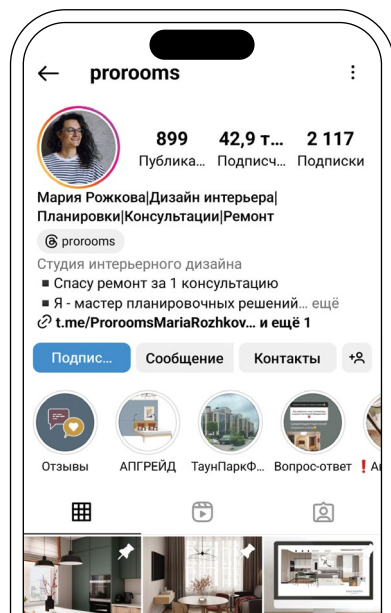 prorooms
899 42,9 т... 2 117
Публика... Подписч... Подписки
Мария Рожкова|Дизайн интерьера|
Планировки|Консультации|Ремонт
prorooms
Студия интерьерного дизайна
▪ Спасу ремонт за 1 консультацию
▪ Я - мастер планировочных решений... ещё
t.me/ProroomsMariaRozhkov... и ещё 1
Подпис... Сообщение Контакты
Отзывы АПГРЕЙД ТаунПаркФ... Вопрос-ответ